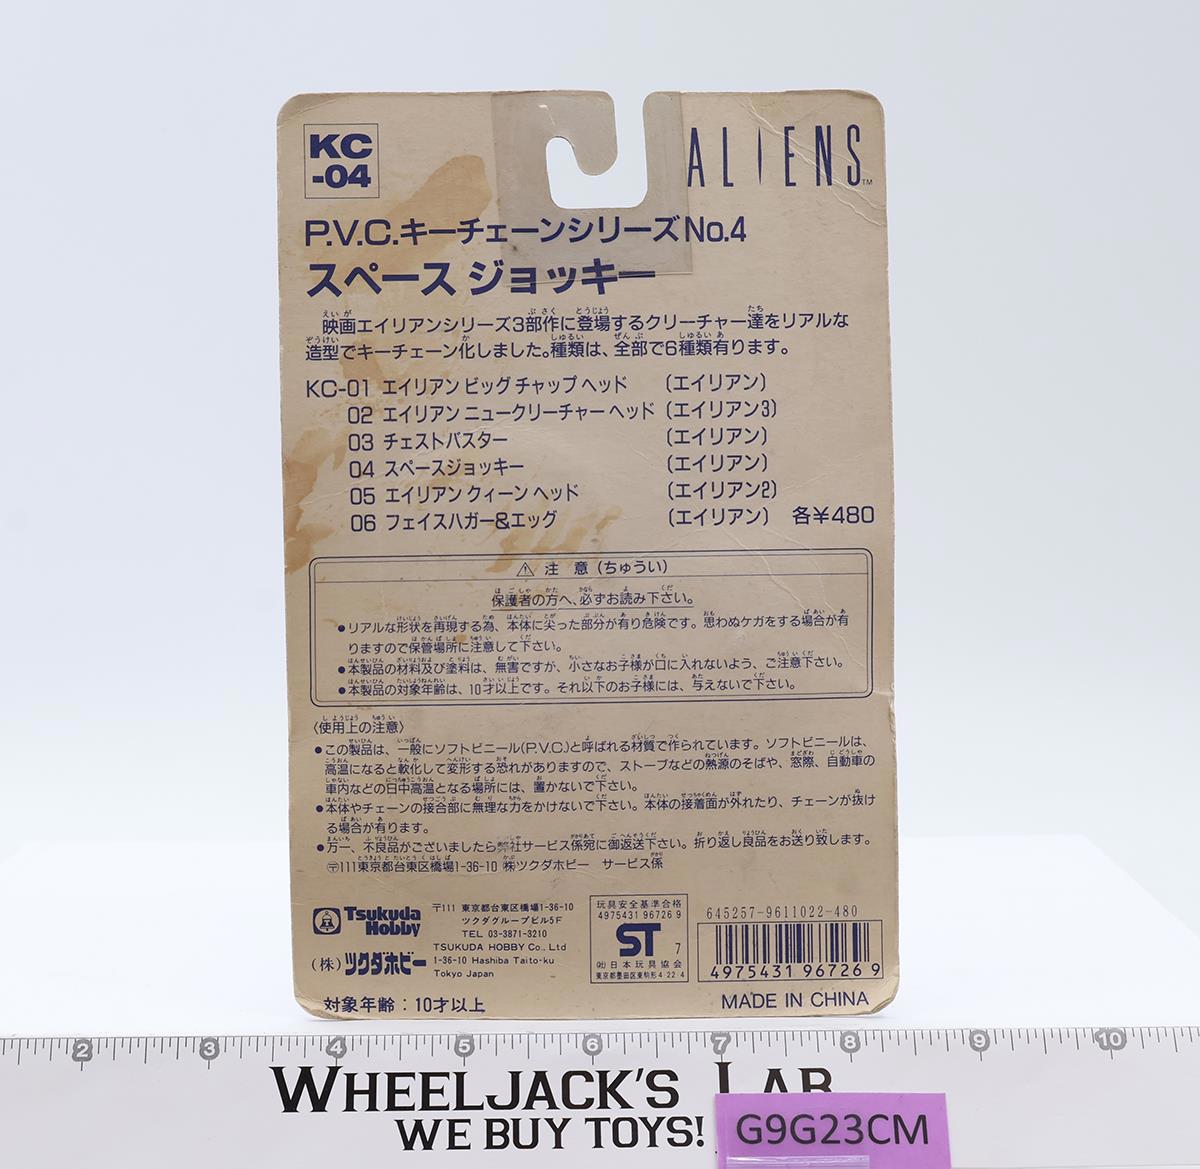 KC
-04
ALIENS™
P.V.C.キーチェーンシリーズNo.4
スペース ジョッキー
映画エイリアンシリーズ3部作に登場するクリーチャー達をリアルな
造型でキーチェーン化しました。種類は、全部で6種類有ります。
KC-01 エイリアン ビッグ チャップ ヘッド (エイリアン)
02 エイリアン ニュークリーチャー ヘッド (エイリアン3)
03 チェストバスター (エイリアン)
04 スペースジョッキー (エイリアン)
05 エイリアン クィーン ヘッド (エイリアン2)
06 フェイスハガー&エッグ (エイリアン) 各¥480
⚠ 注 意(ちゅうい)
保護者の方へ、必ずお読み下さい。
●リアルな形状を再現する為、本体に尖った部分が有り危険です。思わぬケガをする場合が有
りますので保管場所に注意して下さい。
●本製品の材料及び塗料は、無害ですが、小さなお子様が口に入れないよう、ご注意下さい。
●本製品の対象年齢は、10才以上です。それ以下のお子様には、与えないで下さい。
〈使用上の注意〉
●この製品は、一般にソフトビニール(P.V.C.)と呼ばれる材質で作られています。ソフトビニールは、
高温になると軟化して変形する恐れがありますので、ストーブなどの熱源のそばや、窓際、自動車の
車内などの日中高温となる場所には、置かないで下さい。
●本体やチェーンの接合部に無理な力をかけないで下さい。本体の接着面が外れたり、チェーンが抜け
る場合が有ります。
●万一、不良品がございましたら弊社サービス係宛に御返送下さい。折り返し良品をお送り致します。
〒111東京都台東区橋場1-36-10 ㈱ツクダホビー サービス係
Tsukuda
Hobby
(株)ツクダホビー
〒111 東京都台東区橋場1-36-10
ツクダグループビル5F
TEL 03-3871-3210
TSUKUDA HOBBY Co., Ltd
1-36-10 Hashiba Taito-ku
Tokyo Japan
対象年齢：10才以上
玩具安全基準合格
4975431 96726 9
ST 7
㈳日本玩具協会
東京都墨田区東駒形4-22-4
645257-9611022-480
4975431 967269
MADE IN CHINA
2 3 4 5 6 7 8 9 10
WHEELJACK'S LAB
WE BUY TOYS!
G9G23CM